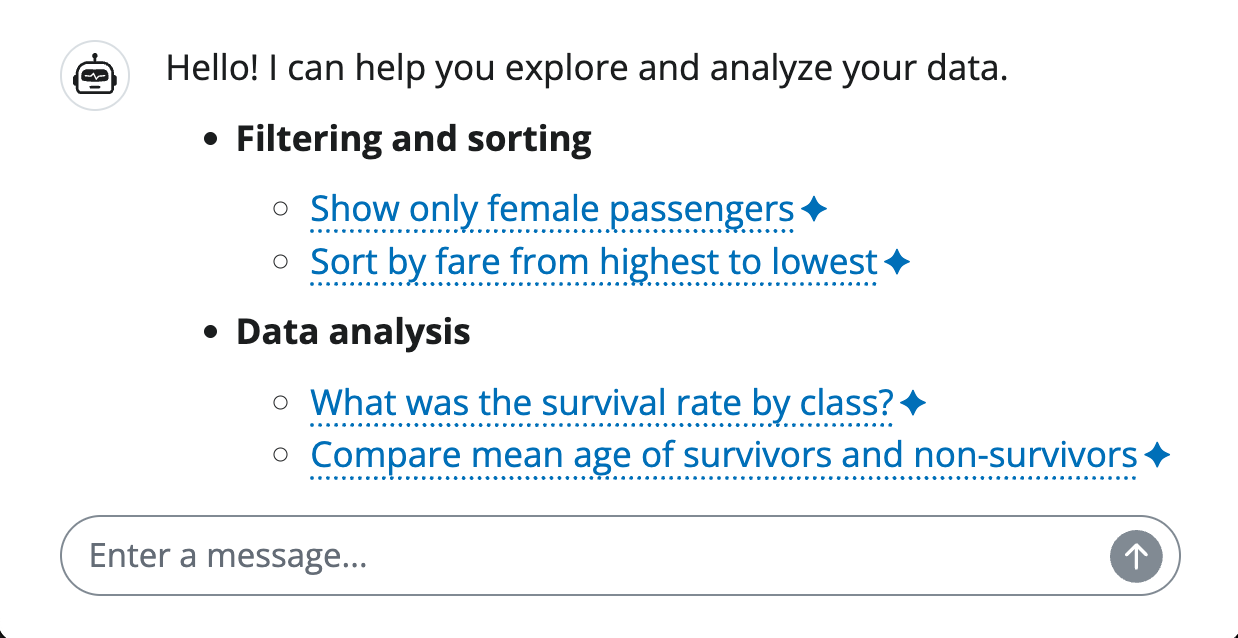 Hello! I can help you explore and analyze your data.
Filtering and sorting
Show only female passengers
Sort by fare from highest to lowest
Data analysis
What was the survival rate by class?
Compare mean age of survivors and non-survivors
Enter a message...